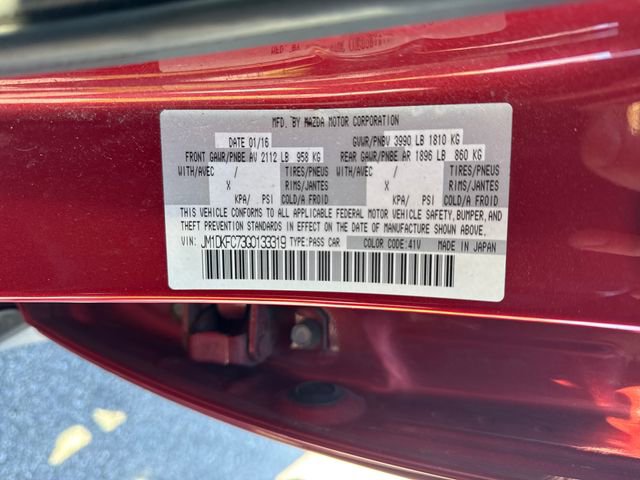 MFD. BY MAZDA MOTOR CORPORATION
DATE 01/16 GVWR/PNBV 3990 LB 1810 KG
FRONT GAWR/PNBE AV 2112 LB 958 KG REAR GAWR/PNBE AR 1896 LB 860 KG
WITH/AVEC / TIRES/PNEUS WITH/AVEC / TIRES/PNEUS
X RIMS/JANTES X RIMS/JANTES
KPA/ PSI COLD/A FROID KPA/ PSI COLD/A FROID
THIS VEHICLE CONFORMS TO ALL APPLICABLE FEDERAL MOTOR VEHICLE SAFETY, BUMPER, AND
THEFT PREVENTION STANDARDS IN EFFECT ON THE DATE OF MANUFACTURE SHOWN ABOVE.
VIN: JM1DKFC73G0133319 TYPE: PASS CAR COLOR CODE: 41V MADE IN JAPAN